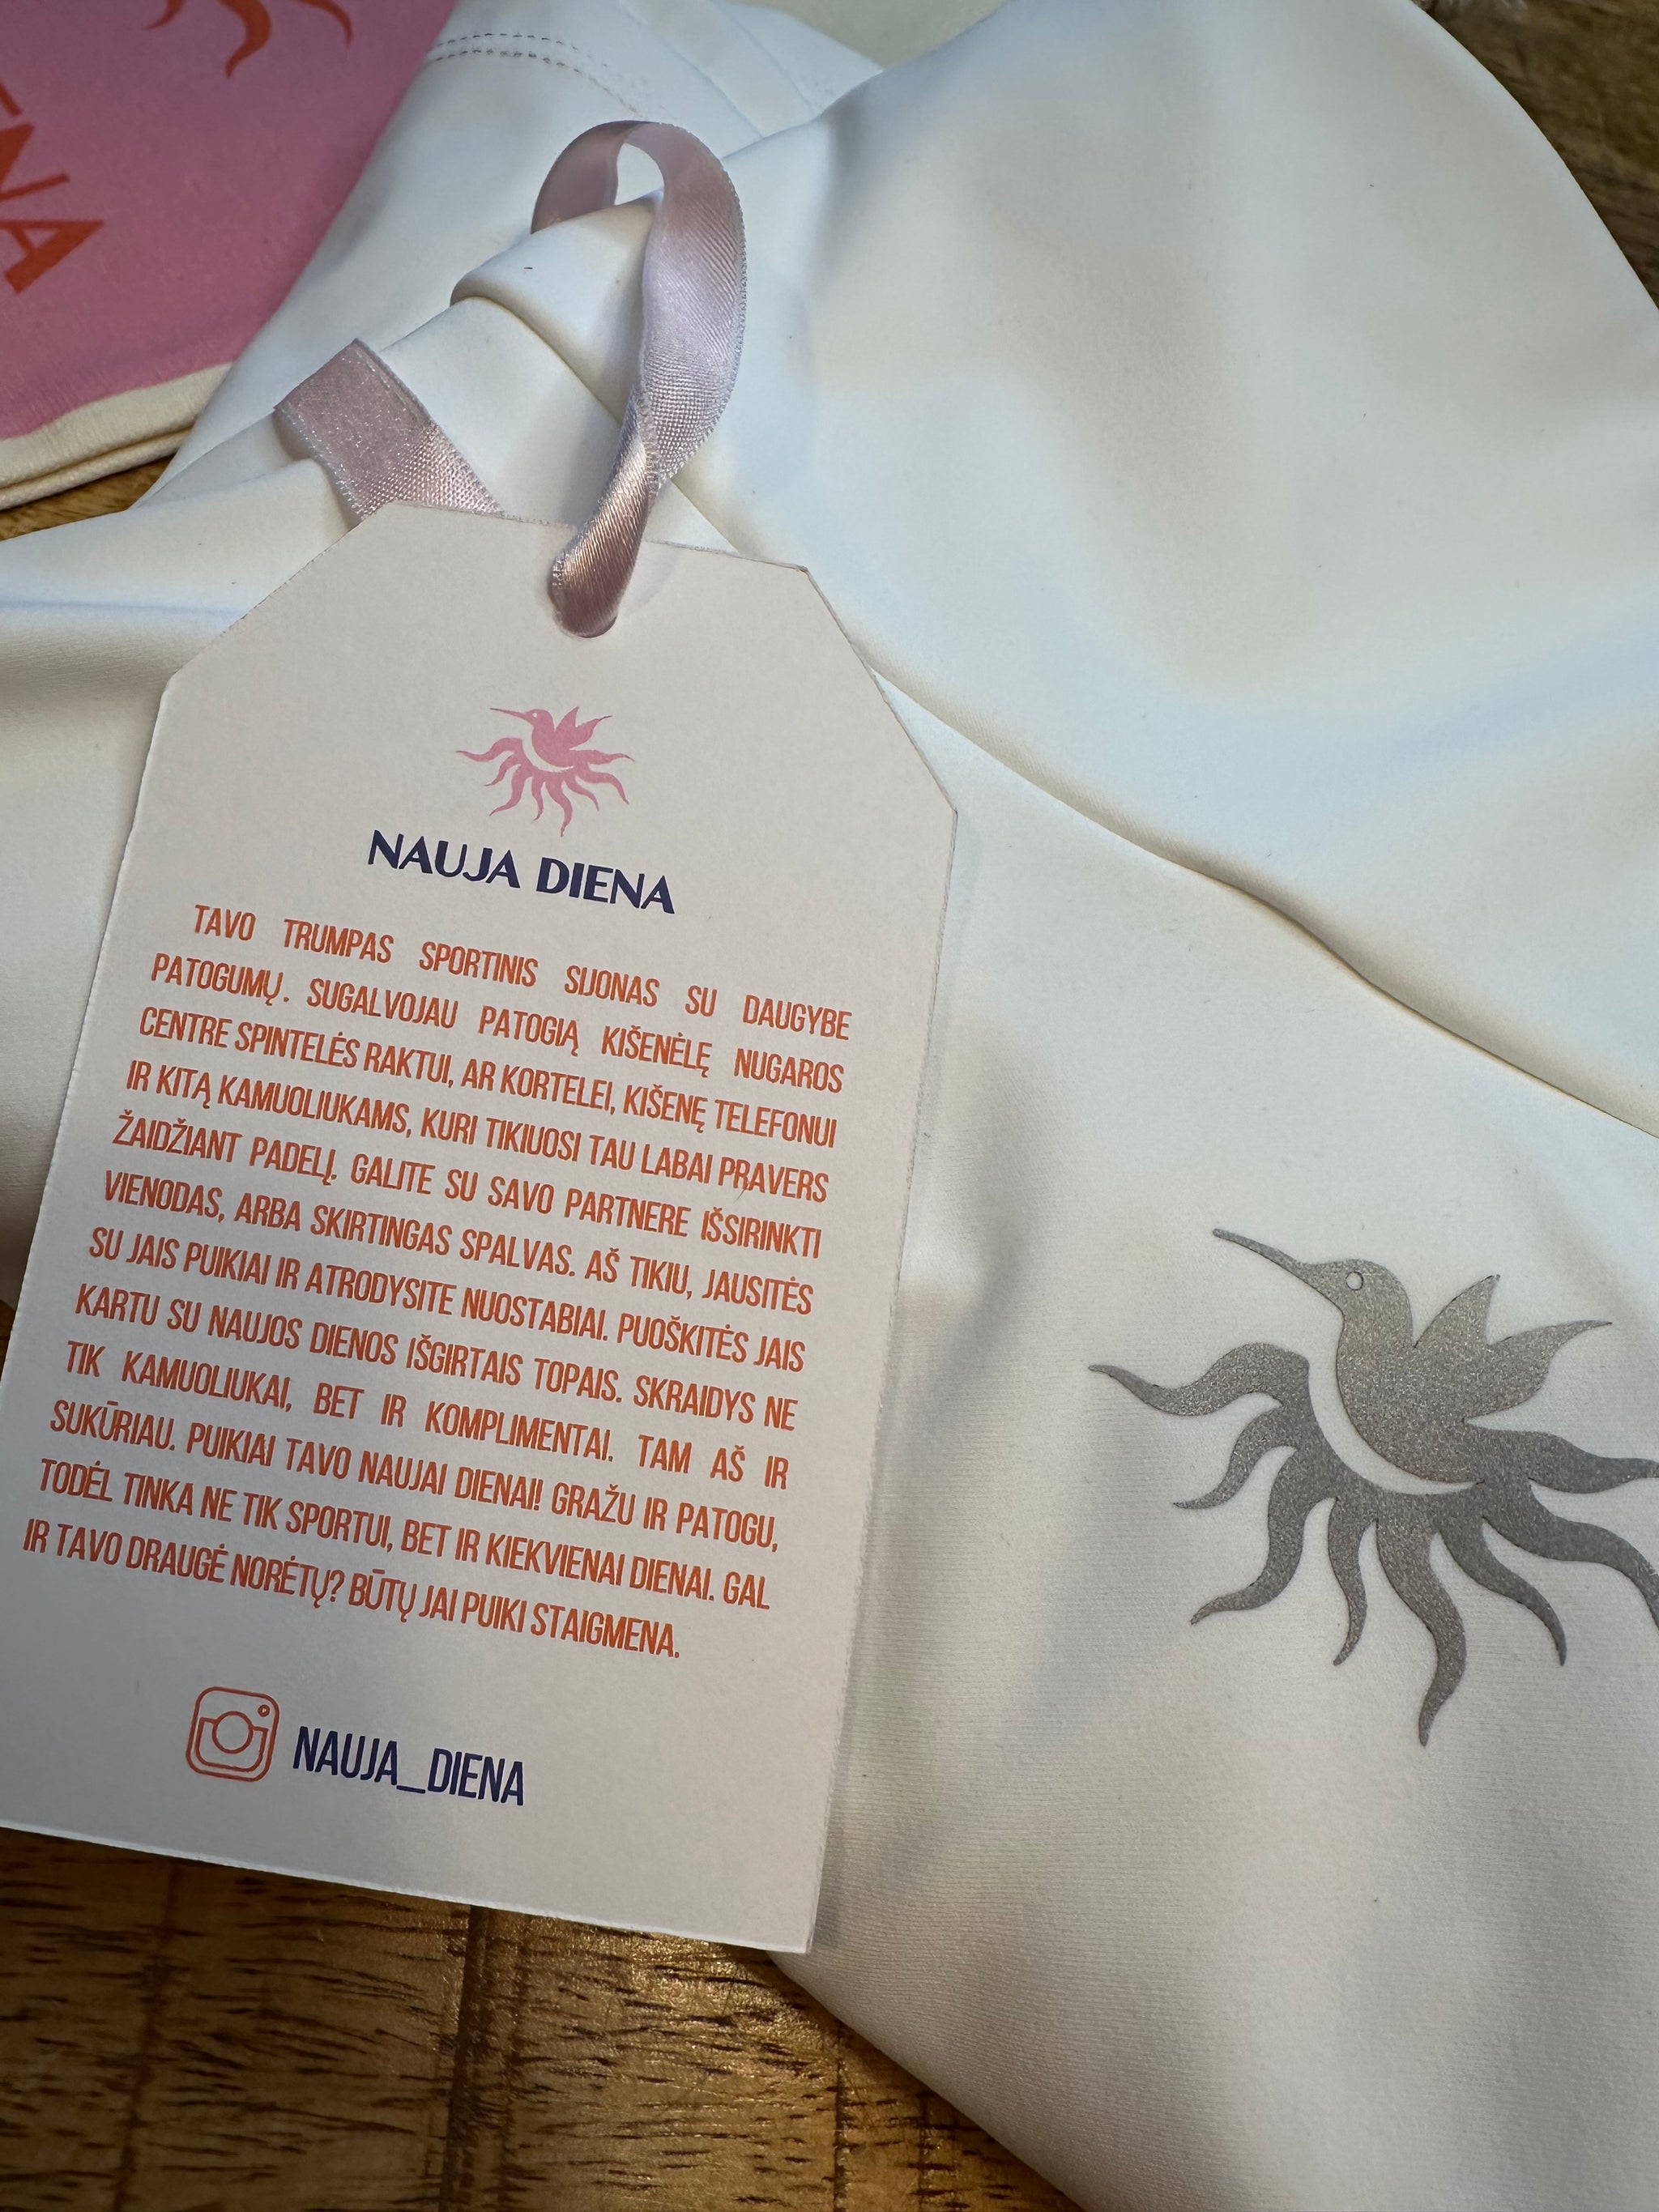 ENA
NAUJA DIENA
TAVO TRUMPAS SPORTINIS SIJONAS SU DAUGYBE
PATOGUMŲ. SUGALVOJAU PATOGIĄ KIŠENĖLĘ NUGAROS
CENTRE SPINTELĖS RAKTUI, AR KORTELEI, KIŠENĘ TELEFONUI
IR KITĄ KAMUOLIUKAMS, KURI TIKIUOSI TAU LABAI PRAVERS
ŽAIDŽIANT PADELĮ. GALITE SU SAVO PARTNERE IŠSIRINKTI
VIENODAS, ARBA SKIRTINGAS SPALVAS. AŠ TIKIU, JAUSITĖS
SU JAIS PUIKIAI IR ATRODYSITE NUOSTABIAI. PUOŠKITĖS JAIS
KARTU SU NAUJOS DIENOS IŠGIRTAIS TOPAIS. SKRAIDYS NE
TIK KAMUOLIUKAI, BET IR KOMPLIMENTAI. TAM AŠ IR
SUKŪRIAU. PUIKIAI TAVO NAUJAI DIENAI! GRAŽU IR PATOGU,
TODĖL TINKA NE TIK SPORTUI, BET IR KIEKVIENAI DIENAI. GAL
IR TAVO DRAUGĖ NORĖTŲ? BŪTŲ JAI PUIKI STAIGMENA.
NAUJA_DIENA